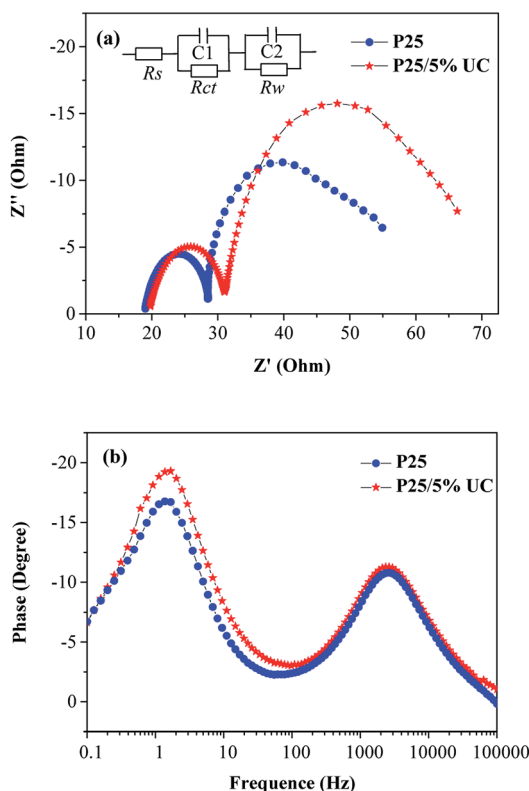 (a)
C1
C2
Rs
Rct
Rw
P25
P25/5% UC
Z'' (Ohm)
-20
-15
-10
-5
0
10
20
30
40
50
60
70
Z' (Ohm)
(b)
P25
P25/5% UC
Phase (Degree)
-20
-15
-10
-5
0
0.1
1
10
100
1000
10000
100000
Frequence (Hz)